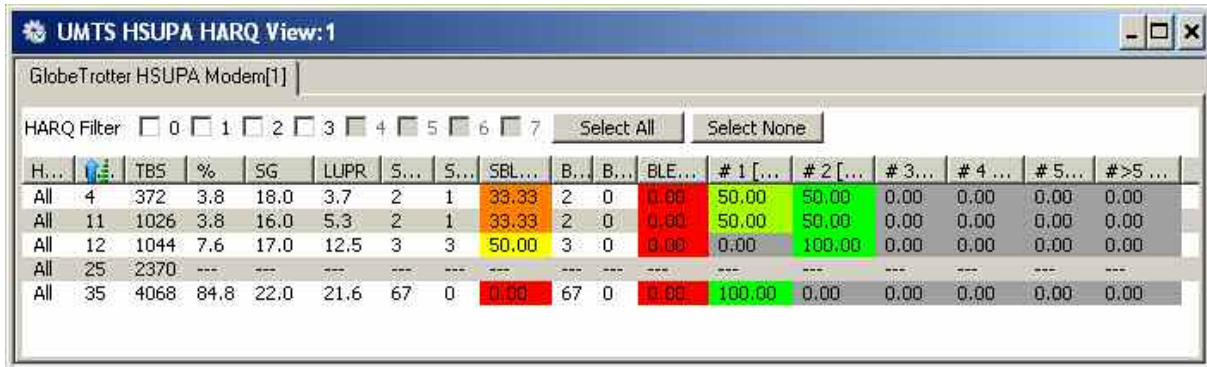 UMTS HSUPA HARQ View:1
GlobeTrotter HSUPA Modem[1]
HARQ Filter 0 1 2 3 4 5 6 7 Select All Select None
H... TBS % SG LUPR S... S... SBL... B... B... BLE... # 1 [... # 2 [... # 3... # 4 ... # 5... #>5 ...
All 4 372 3.8 18.0 3.7 2 1 33.33 2 0 0.00 50.00 50.00 0.00 0.00 0.00 0.00
All 11 1026 3.8 16.0 5.3 2 1 33.33 2 0 0.00 50.00 50.00 0.00 0.00 0.00 0.00
All 12 1044 7.6 17.0 12.5 3 3 50.00 3 0 0.00 0.00 100.00 0.00 0.00 0.00 0.00
All 25 2370 --- --- --- --- --- --- --- --- --- --- --- --- --- --- ---
All 35 4068 84.8 22.0 21.6 67 0 0.00 67 0 0.00 100.00 0.00 0.00 0.00 0.00 0.00